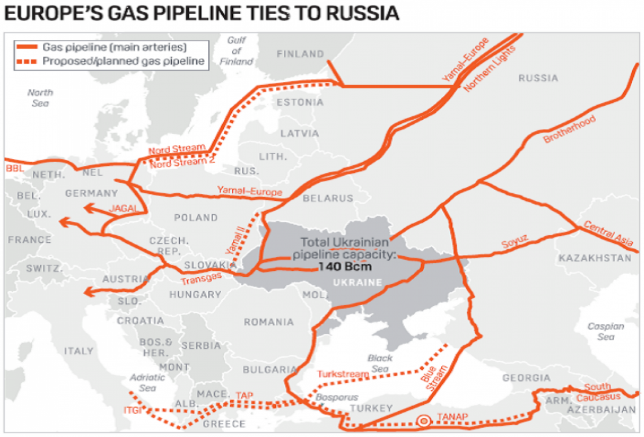 EUROPE'S GAS PIPELINE TIES TO RUSSIA
Gas pipeline (main arteries)
Proposed/planned gas pipeline
Gulf
of
Finland
FINLAND
Yamal–Europe
Northern Lights
RUSSIA
North
Sea
ESTONIA
Brotherhood
LATVIA
Nord Stream
Nord Stream 2
LITH.
BBL
NETH.
NEL
RUS.
BELARUS
GERMANY
Yamal–Europe
BEL.
JAGAL
POLAND
LUX.
Yamal II
Total Ukrainian
pipeline capacity:
140 Bcm
UKRAINE
Soyuz
Central Asia
FRANCE
CZECH.
REP.
SLOVAKIA
KAZAKHSTAN
SWITZ.
AUSTRIA
Transgas
SLO.
HUNGARY
MOL.
CROATIA
ROMANIA
Caspian
Sea
BOS.&
HER.
SERBIA
ITALY
Black
Sea
MONT
Adriatic
Sea
BULGARIA
Turkstream
Blue
Stream
GEORGIA
MACE.
Bosporus
South
Caucasus
ITGI
ALB.
TAP
TURKEY
TANAP
ARM.
AZERBAIJAN
GREECE